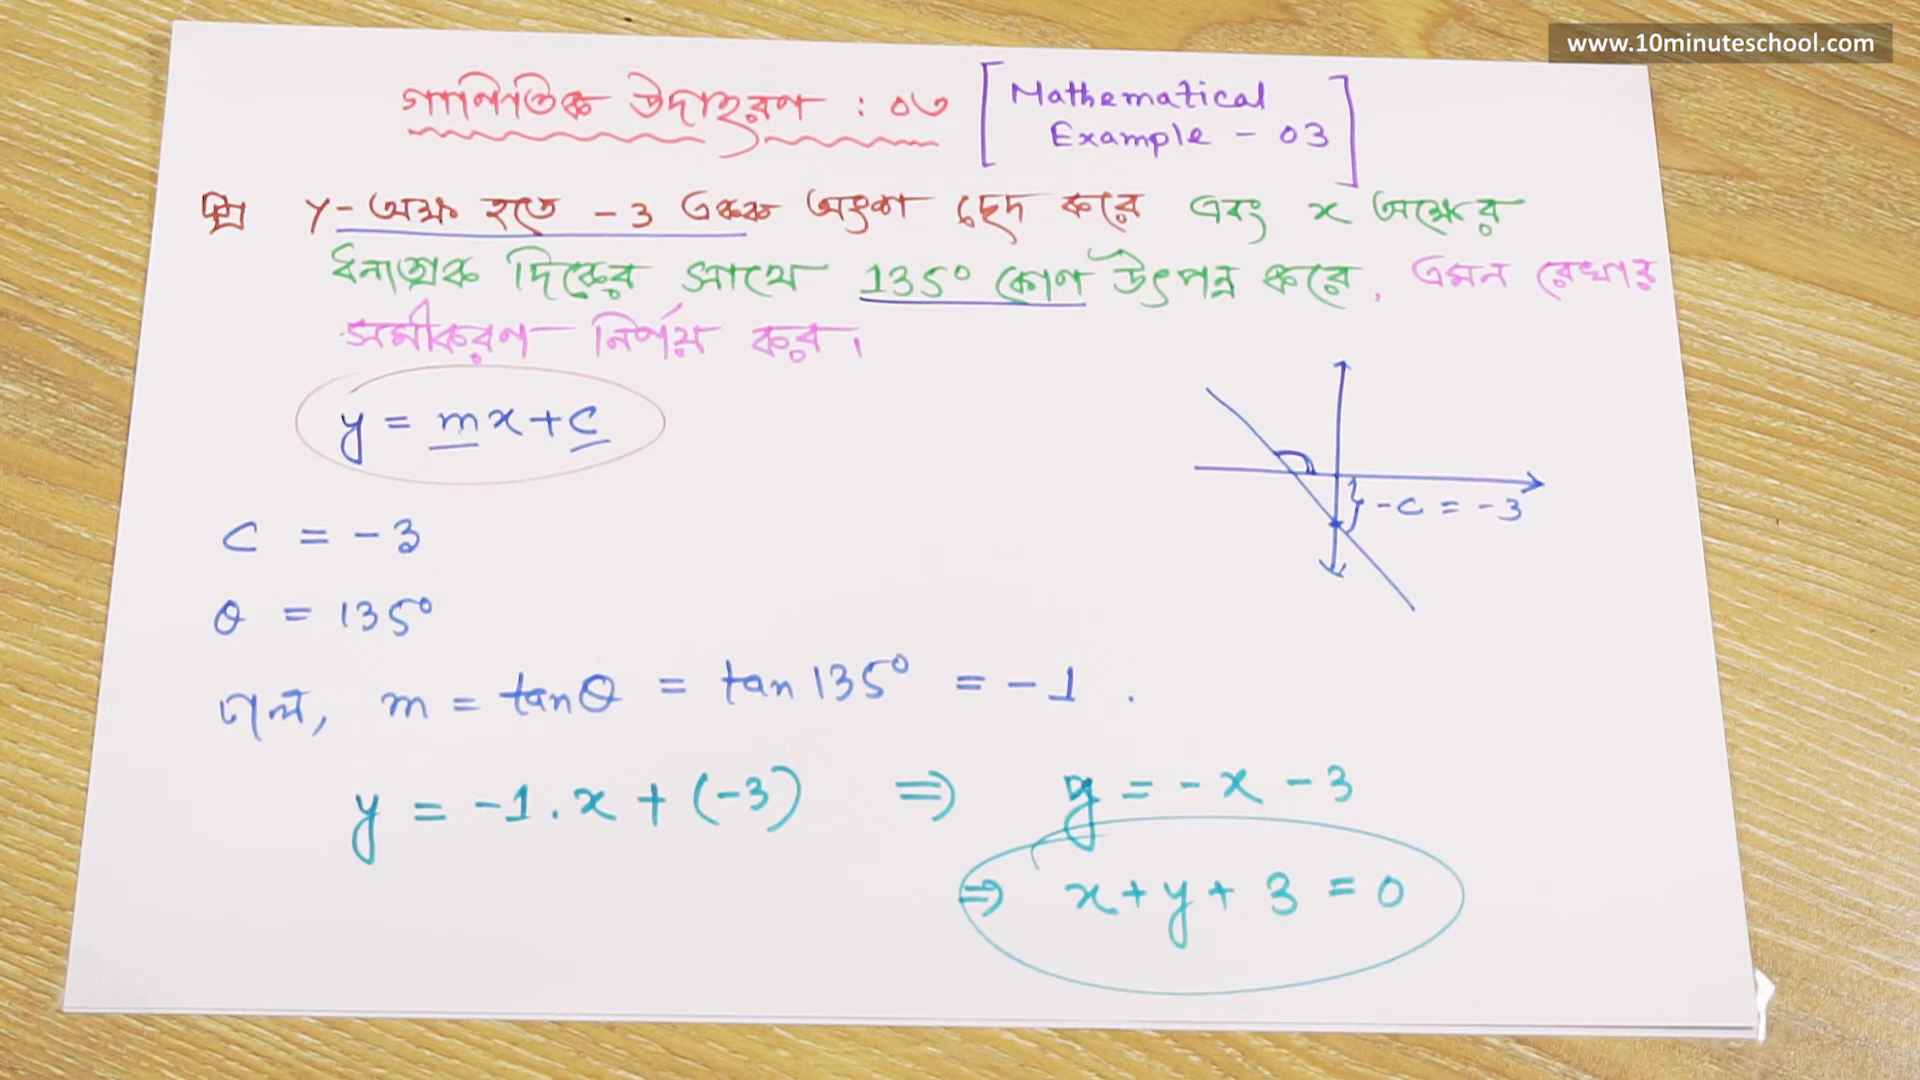 www.10minuteschool.com
গাণিতিক উদাহরণ : ০৩ [Mathematical Example - 03]
প্রশ্ন Y-অক্ষ হতে -3 একক অংশ ছেদ করে এবং x অক্ষের
ধনাত্মক দিকের সাথে 135° কোণ উৎপন্ন করে, এমন রেখার
সমীকরণ নির্ণয় কর।
y = mx+c
-c = -3
c = -3
θ = 135°
m = tanθ = tan 135° = -1.
y = -1.x + (-3) ⇒ y = -x - 3
⇒ x+y+3 = 0